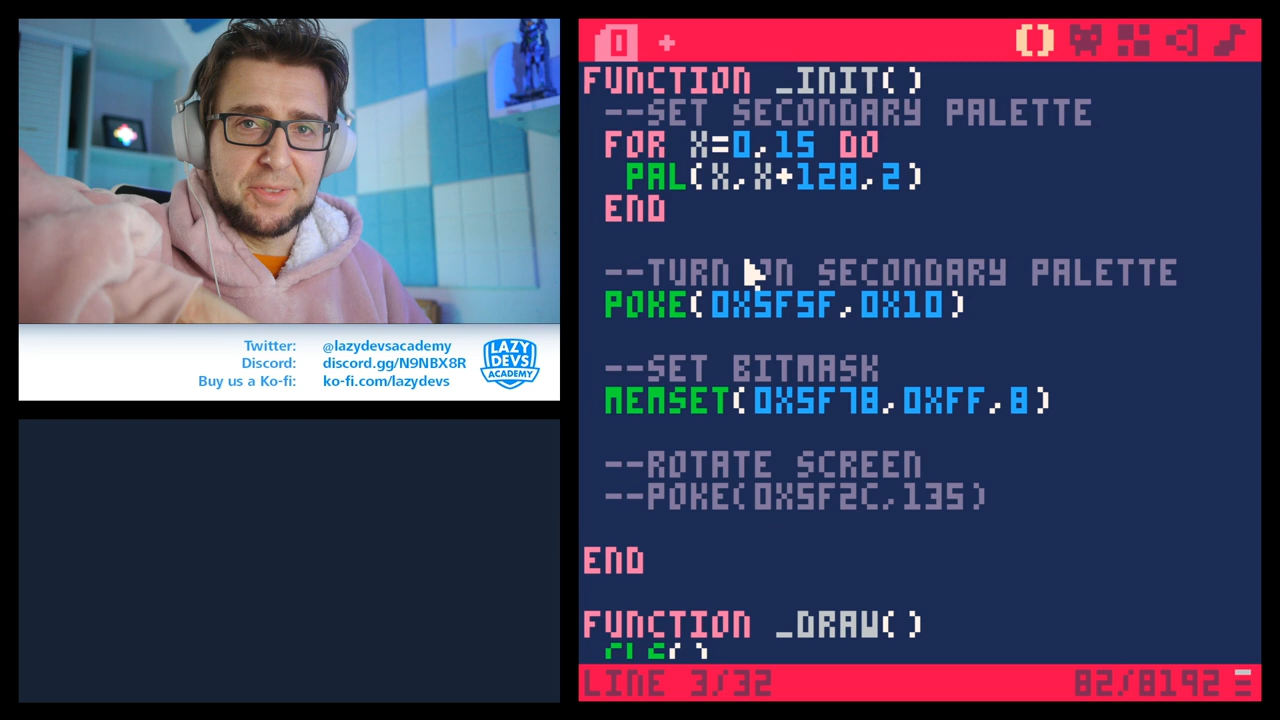 Twitter: @lazydevsacademy
Discord: discord.gg/N9NBX8R
Buy us a Ko-fi: ko-fi.com/lazydevs
LAZY
DEVS
ACADEMY
0 +
FUNCTION _INIT()
--SET SECONDARY PALETTE
FOR X=0,15 DO
PAL(X,X+128,2)
END
--TURN ON SECONDARY PALETTE
POKE(0X5F5F,0X10)
--SET BITMASK
MEMSET(0X5F78,0XFF,8)
--ROTATE SCREEN
--POKE(0X5F2C,135)
END
FUNCTION _DRAW()
CLS()
LINE 3/32
82/8192